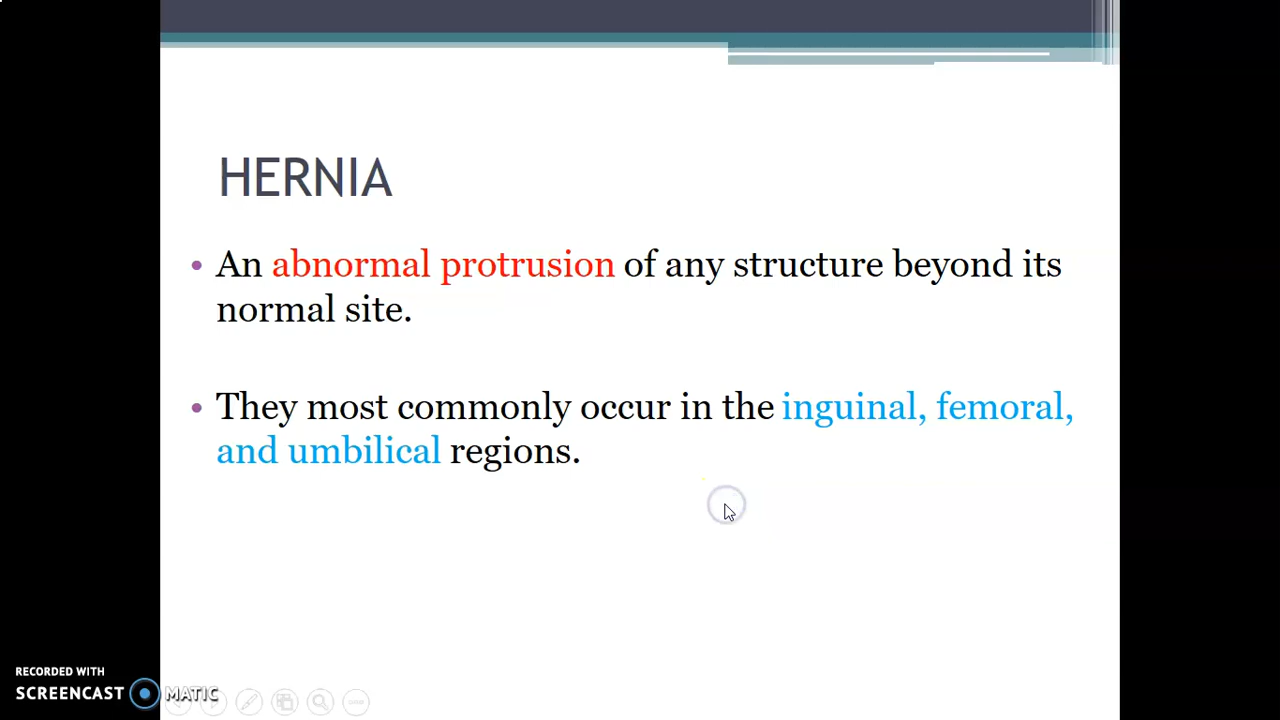 HERNIA
• An abnormal protrusion of any structure beyond its
normal site.
• They most commonly occur in the inguinal, femoral,
and umbilical regions.
RECORDED WITH
SCREENCAST MATIC